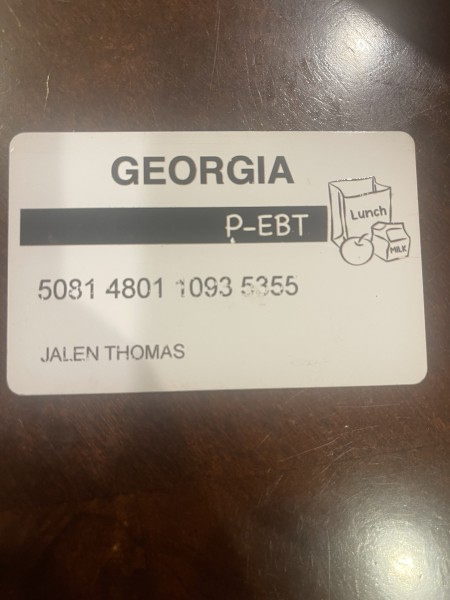 GEORGIA
P-EBT
Lunch
MILK
5081 4801 1093 5355
JALEN THOMAS